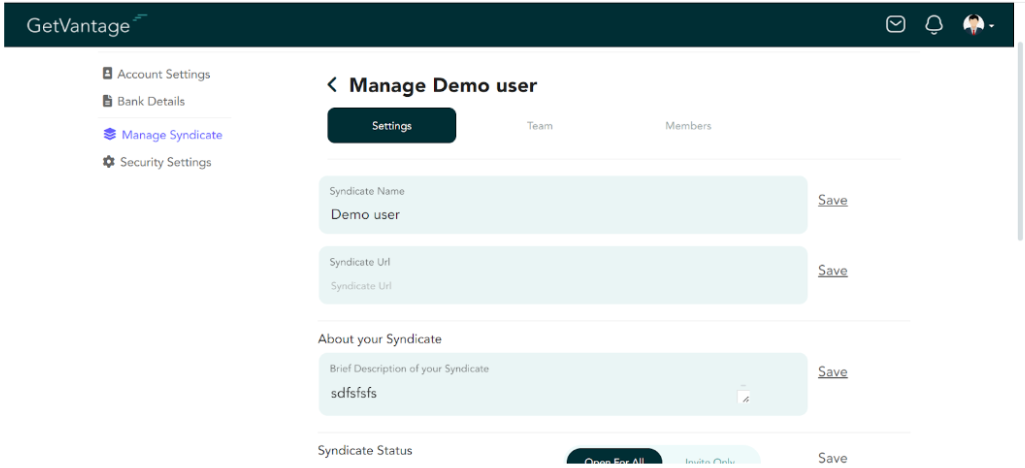 GetVantage
Account Settings
Bank Details
Manage Syndicate
Security Settings
Manage Demo user
Settings Team Members
Syndicate Name
Demo user
Save
Syndicate Url
Syndicate Url
Save
About your Syndicate
Brief Description of your Syndicate
sdfsfsfs
Save
Syndicate Status
Open For All Invite Only
Save